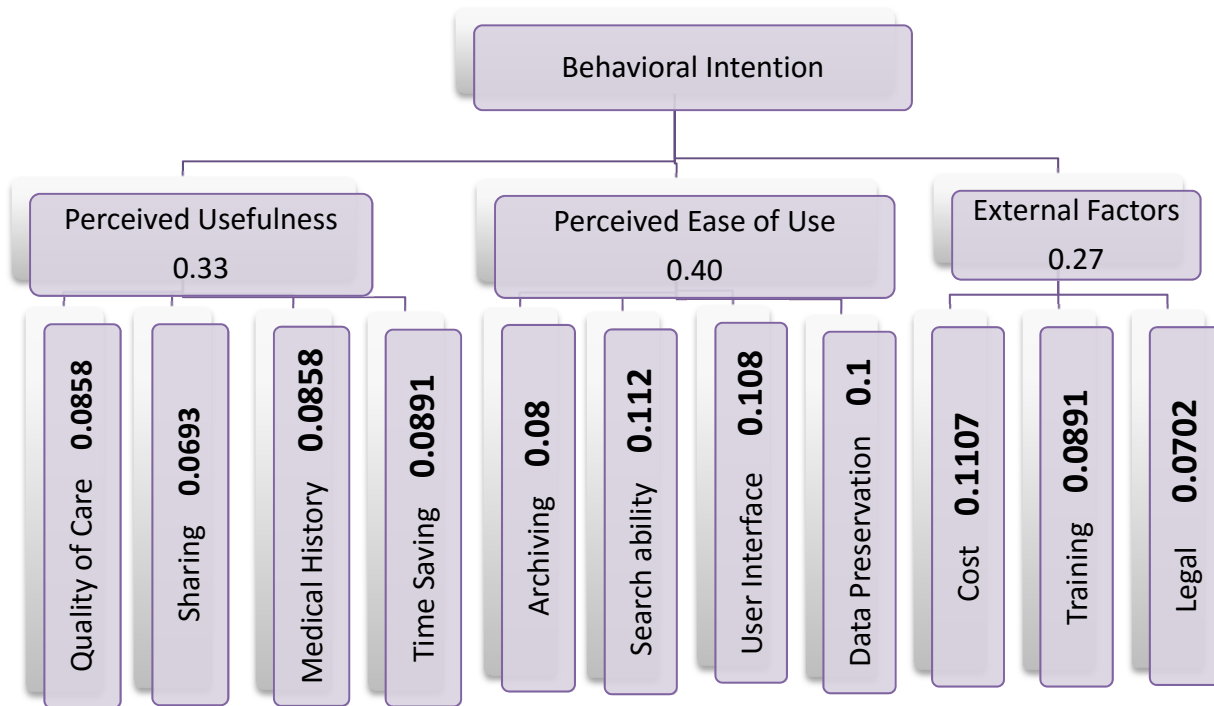 Behavioral Intention
Perceived Usefulness
0.33
Perceived Ease of Use
0.40
External Factors
0.27
Quality of Care 0.0858
Sharing 0.0693
Medical History 0.0858
Time Saving 0.0891
Archiving 0.08
Search ability 0.112
User Interface 0.108
Data Preservation 0.1
Cost 0.1107
Training 0.0891
Legal 0.0702